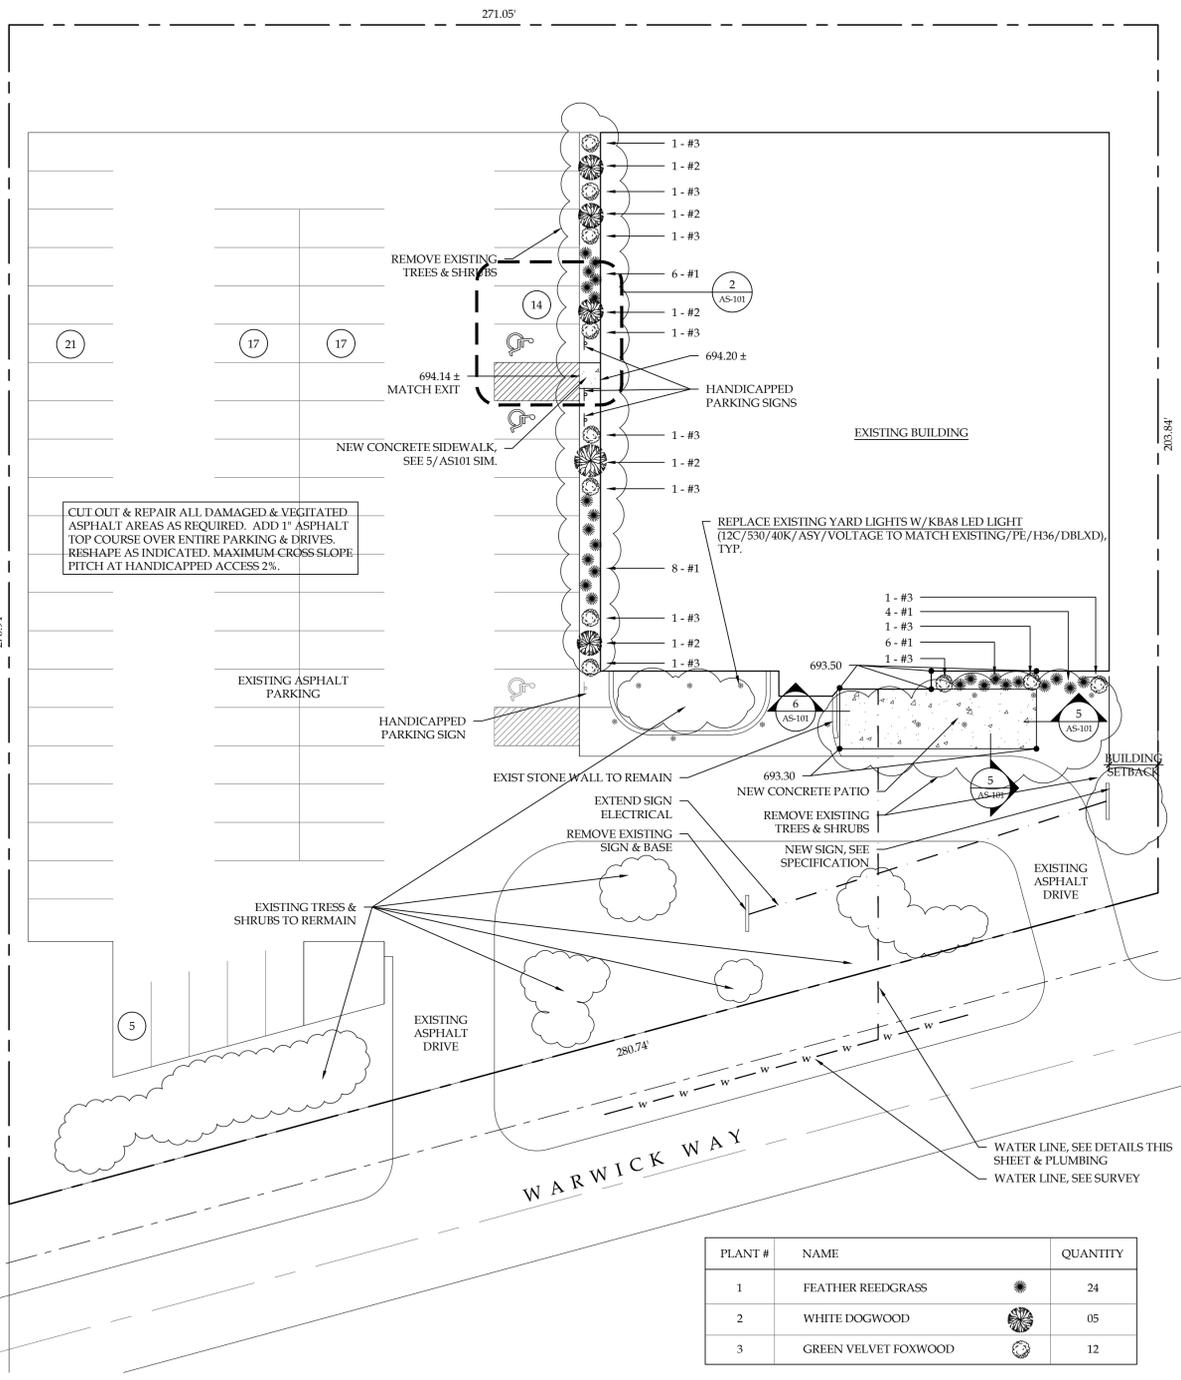 271.05'
1 - #3
1 - #2
1 - #3
1 - #2
1 - #3
REMOVE EXISTING
TREES & SHRUBS
6 - #1
2
AS-101
14
1 - #2
1 - #3
21
17
17
694.20 ±
694.14 ±
MATCH EXIT
HANDICAPPED
PARKING SIGNS
203.84'
EXISTING BUILDING
1 - #3
NEW CONCRETE SIDEWALK,
SEE 5/AS101 SIM.
1 - #2
1 - #3
CUT OUT & REPAIR ALL DAMAGED & VEGITATED
ASPHALT AREAS AS REQUIRED. ADD 1" ASPHALT
TOP COURSE OVER ENTIRE PARKING & DRIVES.
RESHAPE AS INDICATED. MAXIMUM CROSS SLOPE
PITCH AT HANDICAPPED ACCESS 2%.
REPLACE EXISTING YARD LIGHTS W/KBA8 LED LIGHT
(12C/530/40K/ASY/VOLTAGE TO MATCH EXISTING/PE/H36/DBLXD),
TYP.
8 - #1
1 - #3
4 - #1
1 - #3
6 - #1
1 - #3
1 - #3
1 - #2
1 - #3
693.50
EXISTING ASPHALT
PARKING
HANDICAPPED
PARKING SIGN
6
AS-101
5
AS-101
EXIST STONE WALL TO REMAIN
693.30
NEW CONCRETE PATIO
5
AS-101
BUILDING
SETBACK
EXTEND SIGN
ELECTRICAL
REMOVE EXISTING
TREES & SHRUBS
REMOVE EXISTING
SIGN & BASE
NEW SIGN, SEE
SPECIFICATION
EXISTING
ASPHALT
DRIVE
EXISTING TRESS &
SHRUBS TO RERMAIN
5
EXISTING
ASPHALT
DRIVE
280.74'
W W W W W W W W
WARWICK WAY
WATER LINE, SEE DETAILS THIS
SHEET & PLUMBING
WATER LINE, SEE SURVEY
PLANT # NAME QUANTITY
1 FEATHER REEDGRASS 24
2 WHITE DOGWOOD 05
3 GREEN VELVET FOXWOOD 12